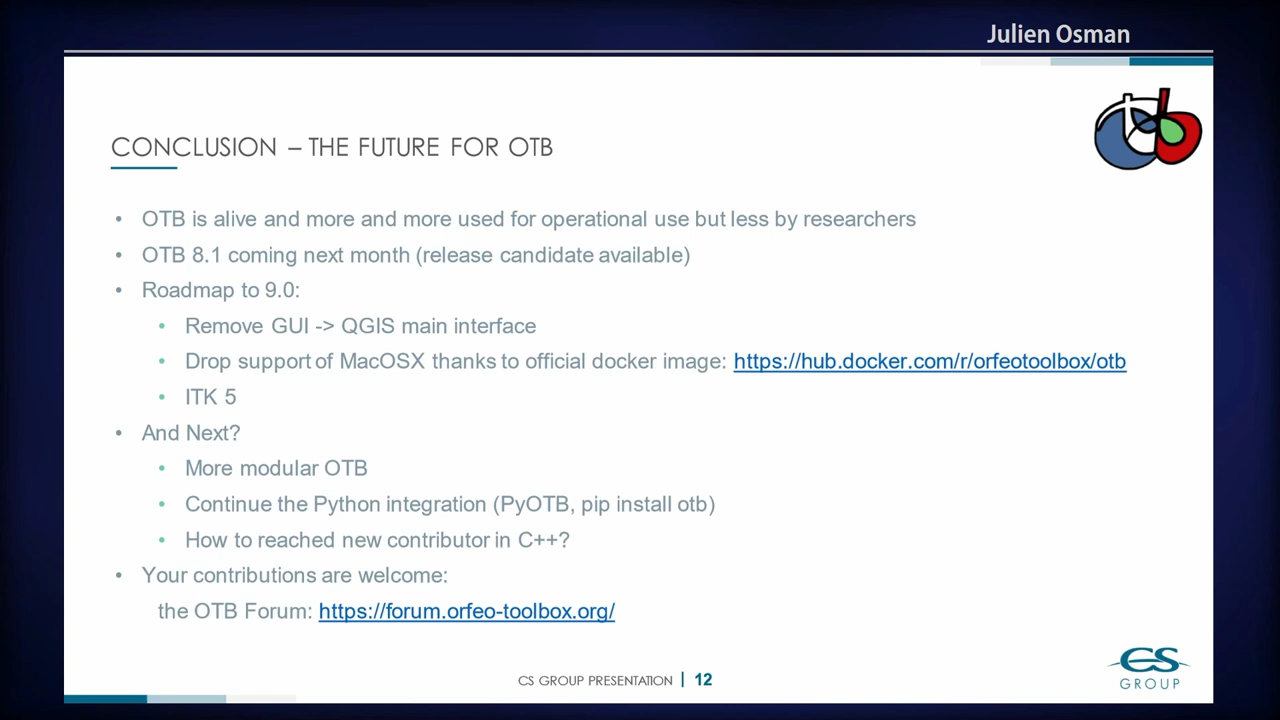 Julien Osman
CONCLUSION – THE FUTURE FOR OTB
• OTB is alive and more and more used for operational use but less by researchers
• OTB 8.1 coming next month (release candidate available)
• Roadmap to 9.0:
• Remove GUI -> QGIS main interface
• Drop support of MacOSX thanks to official docker image: https://hub.docker.com/r/orfeotoolbox/otb
• ITK 5
• And Next?
• More modular OTB
• Continue the Python integration (PyOTB, pip install otb)
• How to reached new contributor in C++?
• Your contributions are welcome:
the OTB Forum: https://forum.orfeo-toolbox.org/
CS GROUP PRESENTATION | 12
CS
GROUP